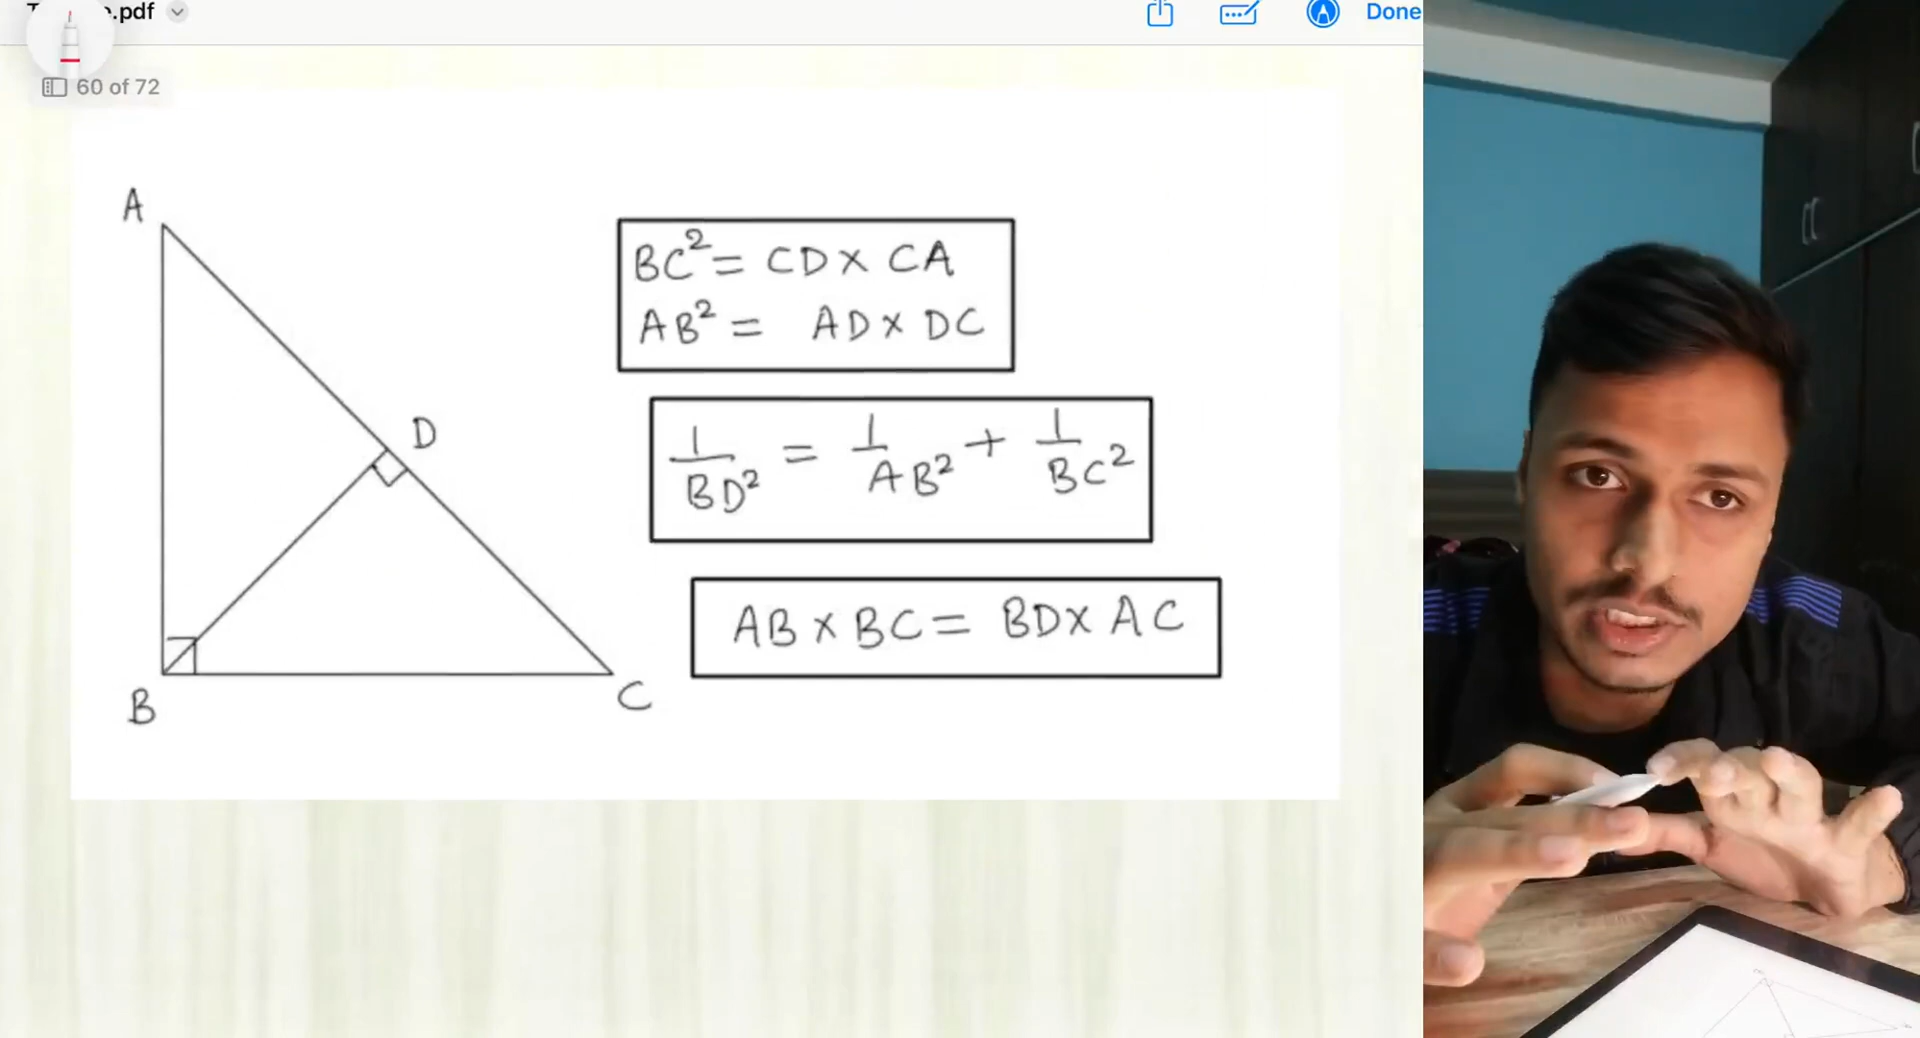 .pdf
Done
60 of 72
A
D
B
C
BC² = CD × CA
AB² = AD × DC
1/BD² = 1/AB² + 1/BC²
AB × BC = BD × AC